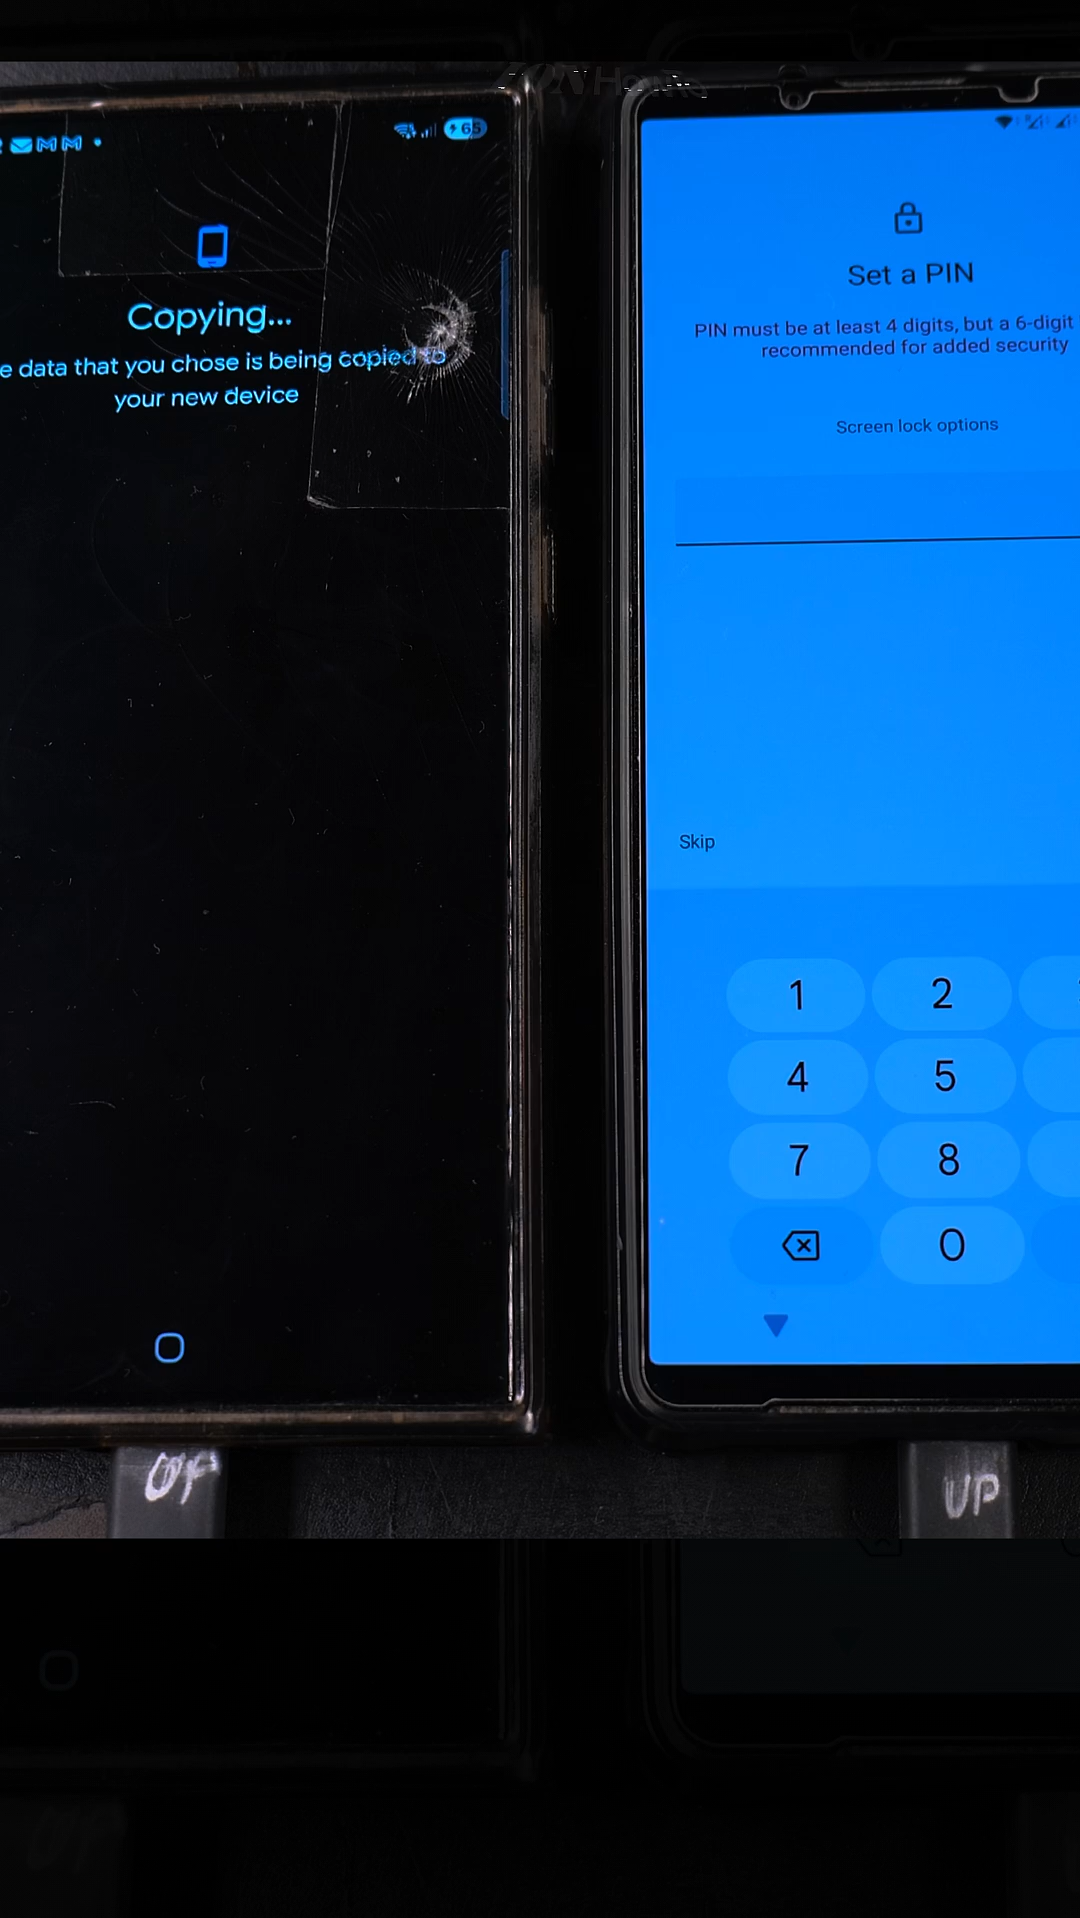 65
Copying...
e data that you chose is being copied to
your new device
Set a PIN
PIN must be at least 4 digits, but a 6-digit
recommended for added security
Screen lock options
Skip
1 2
4 5
7 8
0
UP